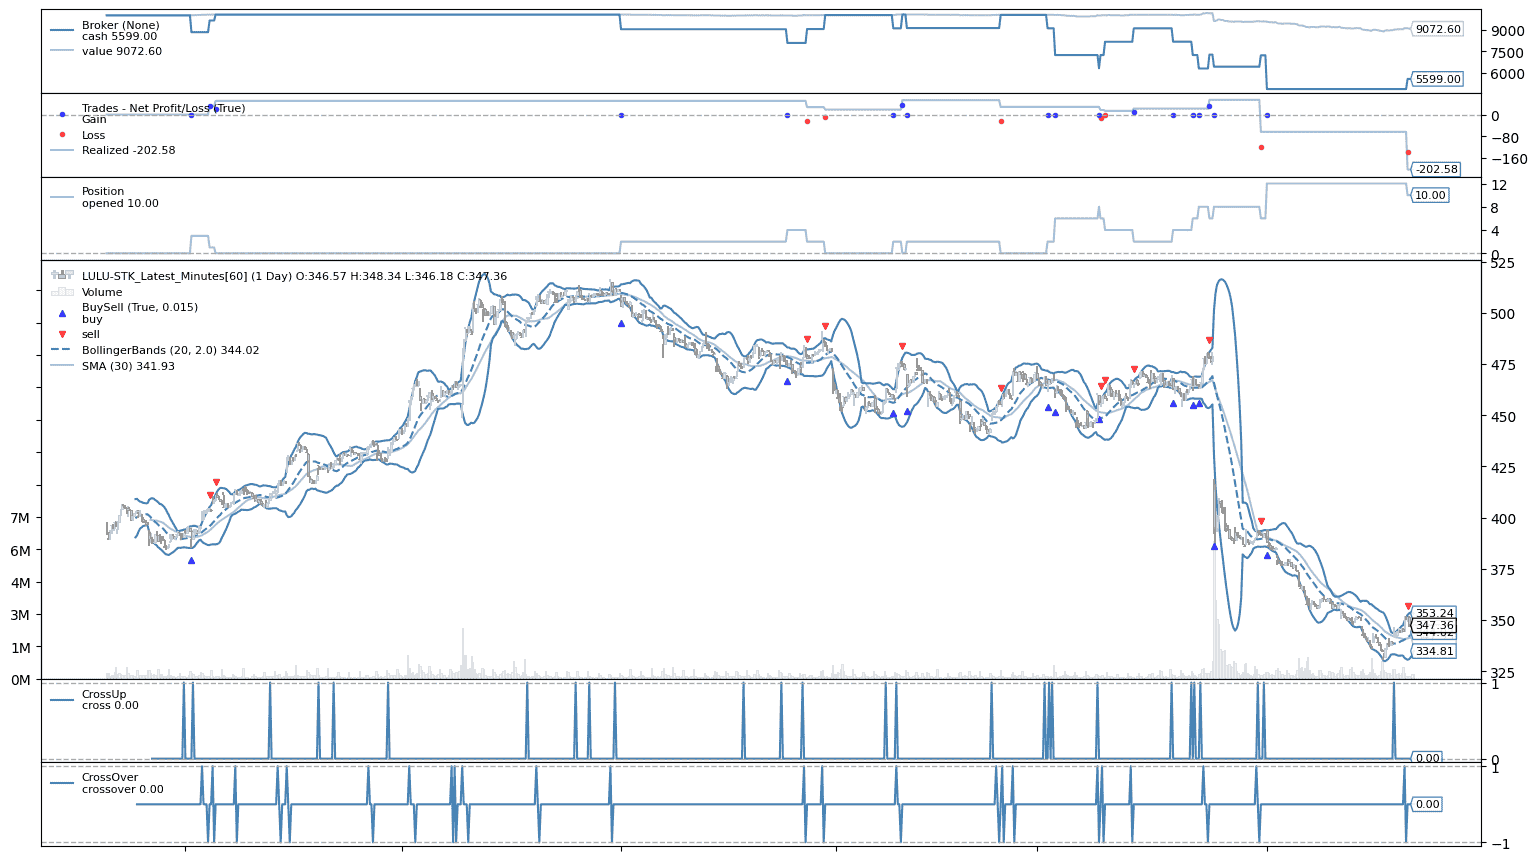 Broker (None)
cash 5599.00
value 9072.60
9072.60
5599.00
9000
7500
6000
Trades - Net Profit/Loss (True)
Gain
Loss
Realized -202.58
-202.58
0
−80
−160
Position
opened 10.00
10.00
12
8
4
0
LULU-STK_Latest_Minutes[60] (1 Day) O:346.57 H:348.34 L:346.18 C:347.36
Volume
BuySell (True, 0.015)
buy
sell
BollingerBands (20, 2.0) 344.02
SMA (30) 341.93
525
500
475
450
425
400
375
350
325
353.24
347.36
344.02
334.81
7M
6M
4M
3M
1M
0M
CrossUp
cross 0.00
0.00
1
0
CrossOver
crossover 0.00
0.00
1
−1